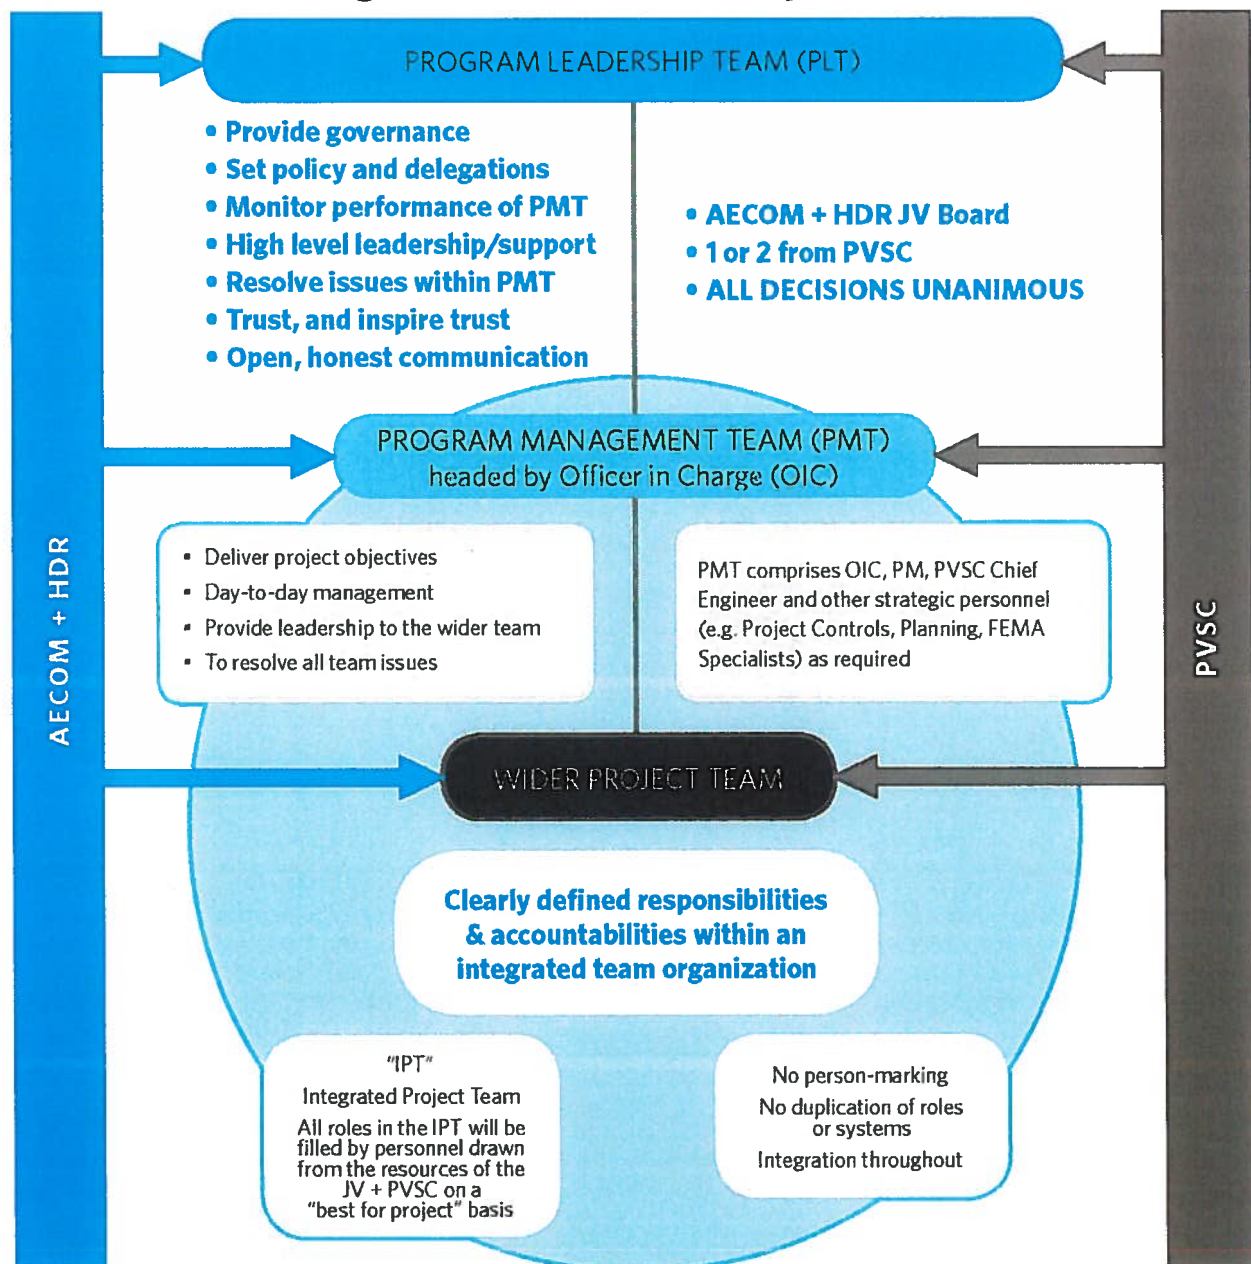 PROGRAM LEADERSHIP TEAM (PLT)
• Provide governance
• Set policy and delegations
• Monitor performance of PMT
• High level leadership/support
• Resolve issues within PMT
• Trust, and inspire trust
• Open, honest communication
• AECOM + HDR JV Board
• 1 or 2 from PVSC
• ALL DECISIONS UNANIMOUS
PROGRAM MANAGEMENT TEAM (PMT)
headed by Officer in Charge (OIC)
▪ Deliver project objectives
▪ Day-to-day management
▪ Provide leadership to the wider team
▪ To resolve all team issues
PMT comprises OIC, PM, PVSC Chief
Engineer and other strategic personnel
(e.g. Project Controls, Planning, FEMA
Specialists) as required
AECOM + HDR
PVSC
WIDER PROJECT TEAM
Clearly defined responsibilities
& accountabilities within an
integrated team organization
"IPT"
Integrated Project Team
All roles in the IPT will be
filled by personnel drawn
from the resources of the
JV + PVSC on a
"best for project" basis
No person-marking
No duplication of roles
or systems
Integration throughout